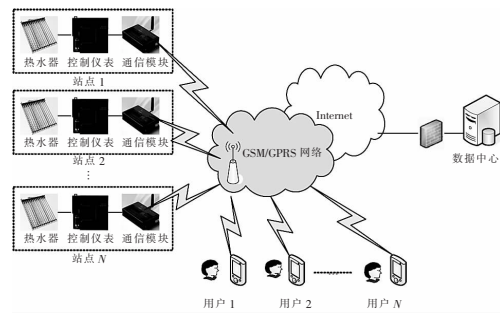 热水器 控制仪表 通信模块
站点 1
热水器 控制仪表 通信模块
站点 2
⋮
热水器 控制仪表 通信模块
站点 N
Internet
GSM/GPRS 网络
数据中心
用户 1 用户 2 用户 N